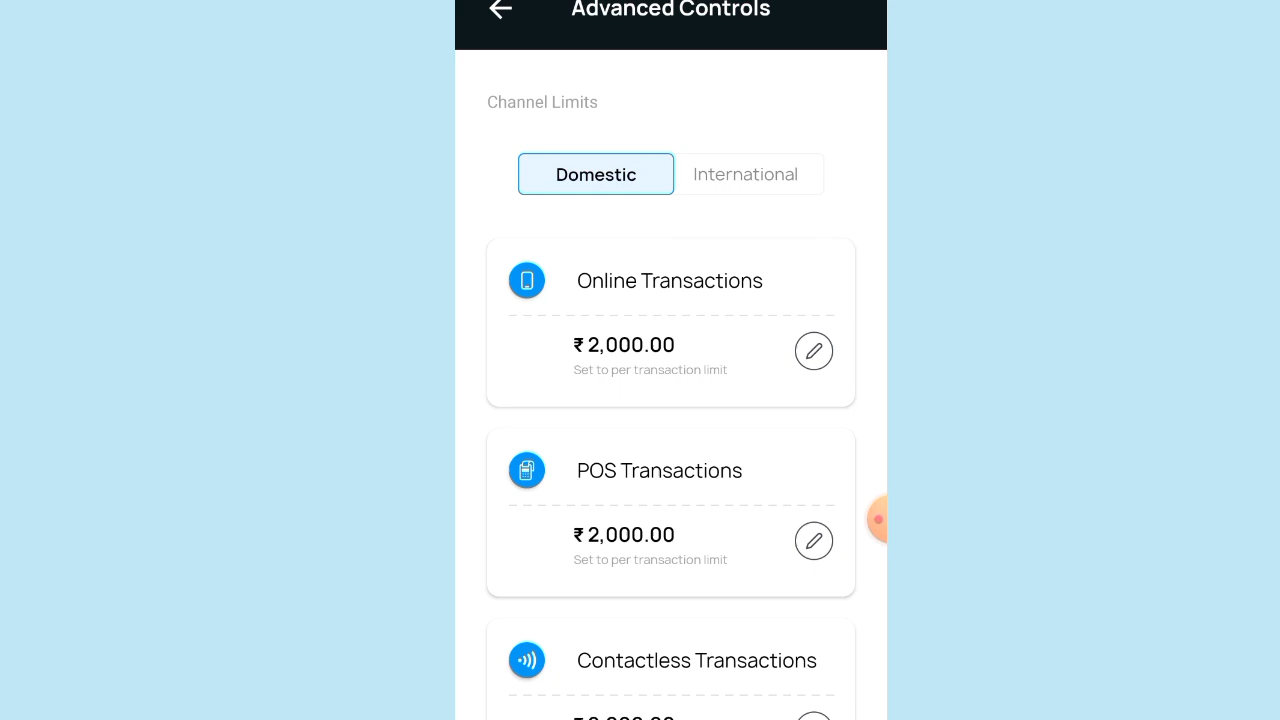 Advanced Controls
Channel Limits
Domestic
International
Online Transactions
₹ 2,000.00
Set to per transaction limit
POS Transactions
₹ 2,000.00
Set to per transaction limit
Contactless Transactions